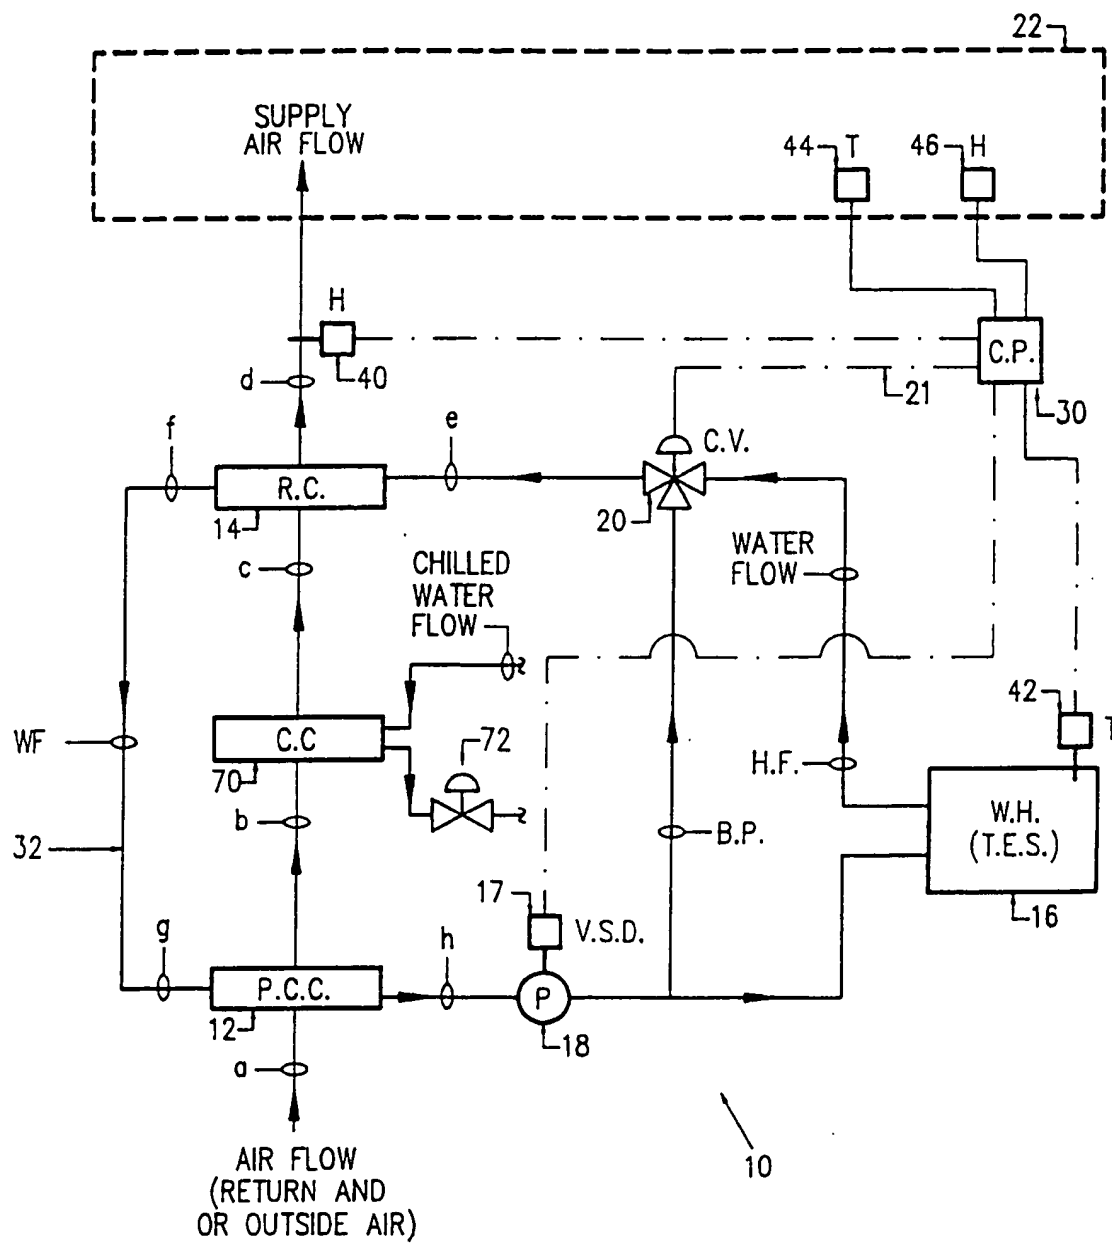 22
SUPPLY
AIR FLOW
44 T
46 H
H
40
C.P.
30
21
d
f
e
C.V.
R.C.
14
20
c
CHILLED
WATER
FLOW
WATER
FLOW
42
T
WF
C.C
70
72
H.F.
b
B.P.
W.H.
(T.E.S.)
16
32
17
V.S.D.
g
h
P.C.C.
12
P
18
a
10
AIR FLOW
(RETURN AND
OR OUTSIDE AIR)